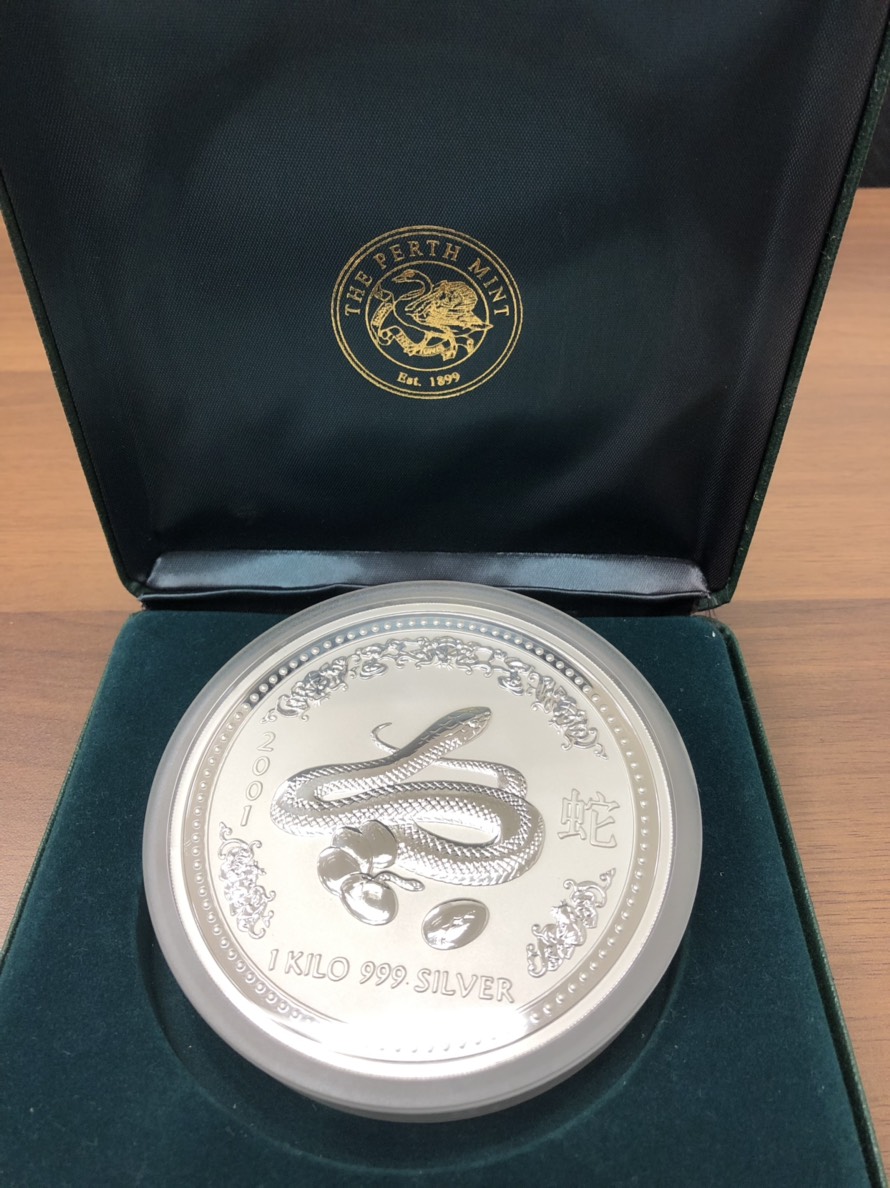 THE PERTH MINT
Est. 1899
2001
蛇
1 KILO 999 SILVER